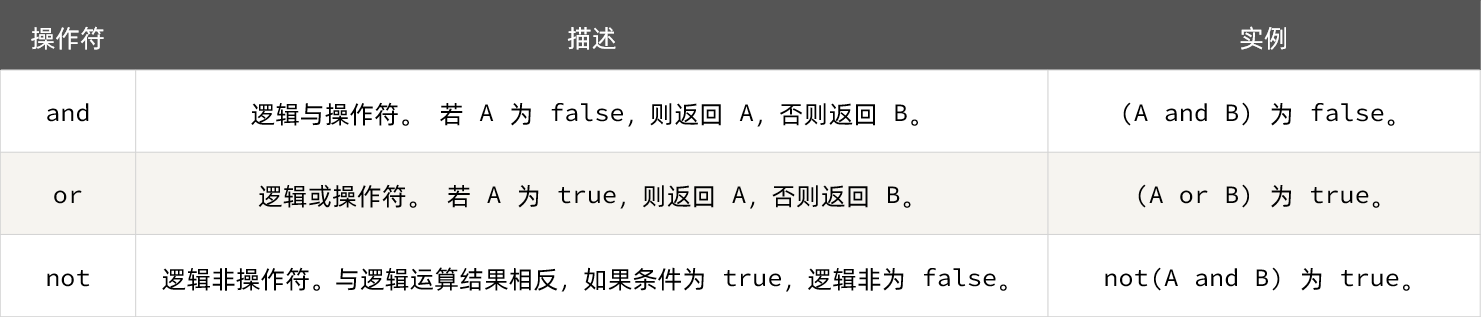 操作符 描述 实例
and 逻辑与操作符。 若 A 为 false，则返回 A，否则返回 B。 (A and B) 为 false。
or 逻辑或操作符。 若 A 为 true，则返回 A，否则返回 B。 (A or B) 为 true。
not 逻辑非操作符。与逻辑运算结果相反，如果条件为 true，逻辑非为 false。 not(A and B) 为 true。